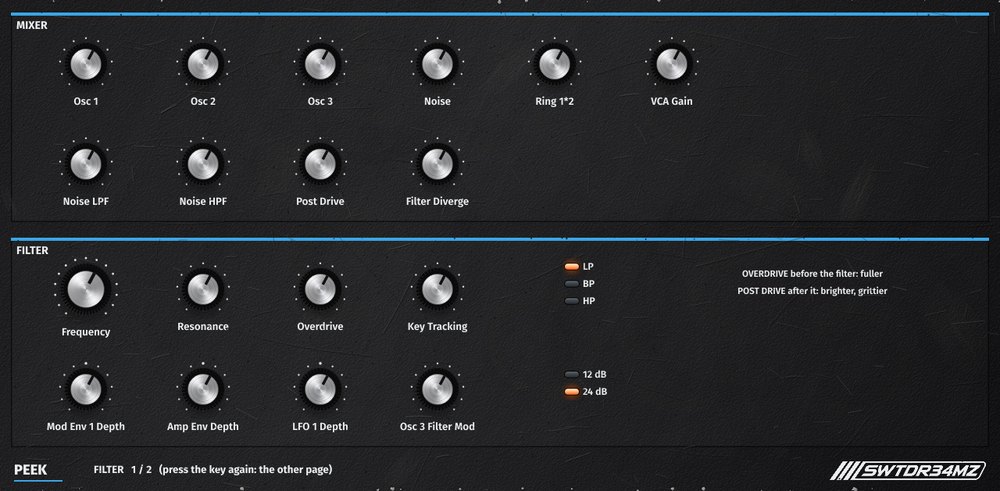 MIXER
Osc 1 Osc 2 Osc 3 Noise Ring 1*2 VCA Gain
Noise LPF Noise HPF Post Drive Filter Diverge
FILTER
LP
BP
HP
OVERDRIVE before the filter: fuller
POST DRIVE after it: brighter, grittier
Frequency Resonance Overdrive Key Tracking
12 dB
24 dB
Mod Env 1 Depth Amp Env Depth LFO 1 Depth Osc 3 Filter Mod
PEEK FILTER 1 / 2 (press the key again: the other page)
SWTDR34MZ